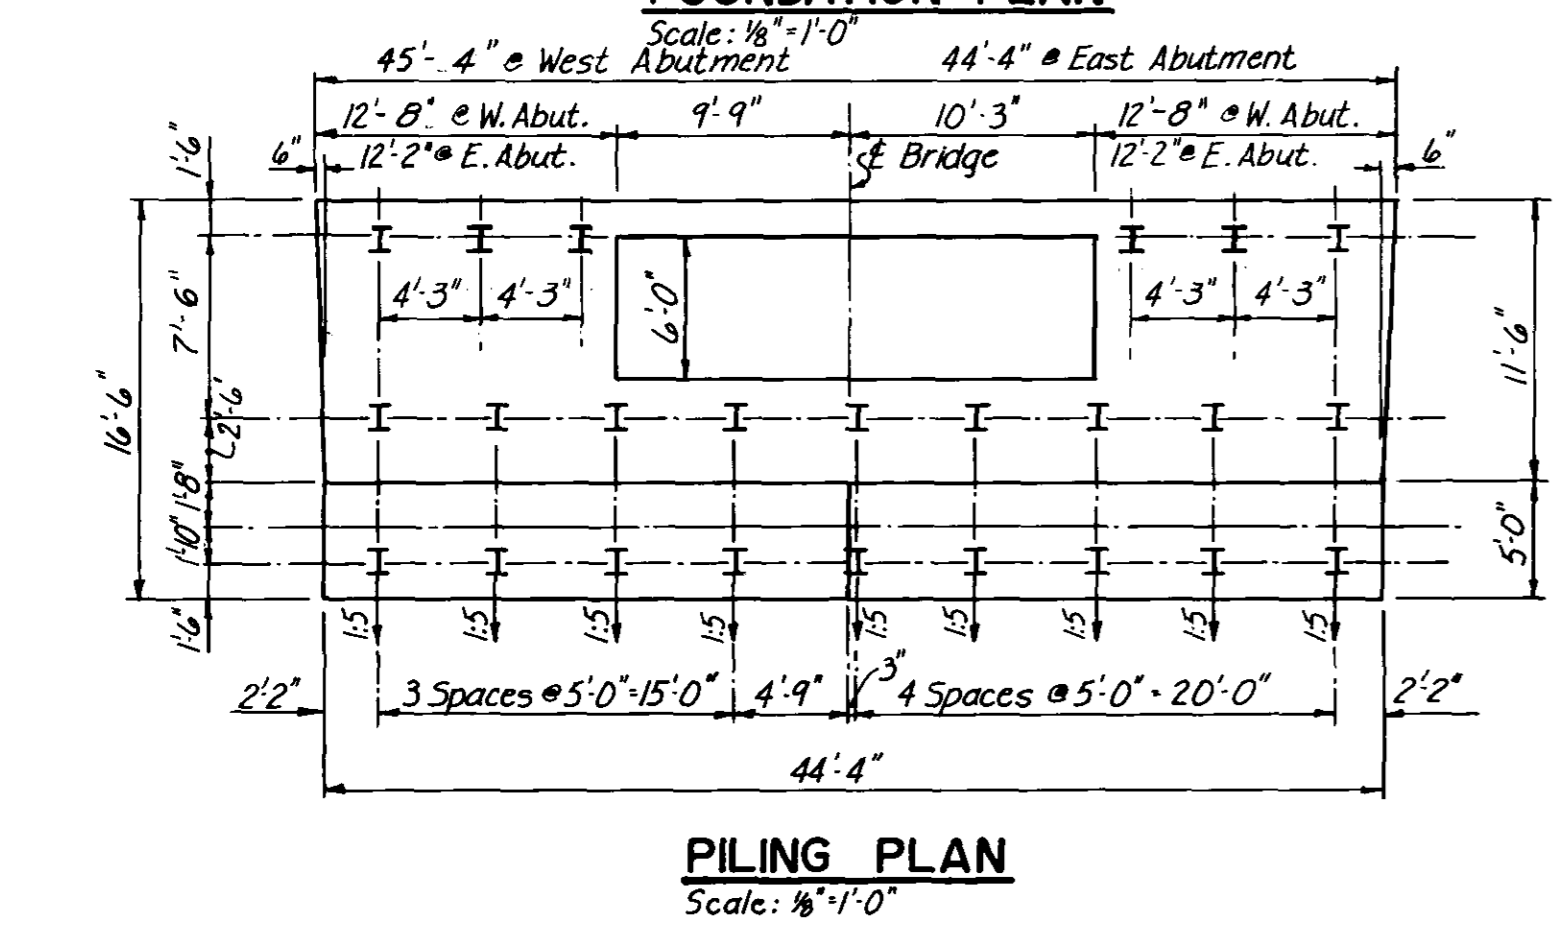 FOUNDATION PLAN
Scale: 1/8"=1'-0"
45'-4" @ West Abutment 44'-4" @ East Abutment
12'-8" @ W. Abut. 9'-9" 10'-3" 12'-8" @ W. Abut.
6" 12'-2" @ E. Abut. ℄ Bridge 12'-2" @ E. Abut. 6"
1'-6"
4'-3" 4'-3" 6'-0" 4'-3" 4'-3"
7'-6"
11'-6"
16'-6"
2'-6'
1'-8"
1'-10"
5'-0"
1'-6"
1:5 1:5 1:5 1:5 1:5 1:5 1:5 1:5 1:5
2'-2" 3 Spaces @ 5'-0"=15'-0" 4'-9" 3" 4 Spaces @ 5'-0" = 20'-0" 2'-2"
44'-4"
PILING PLAN
Scale: 1/8"=1'-0"